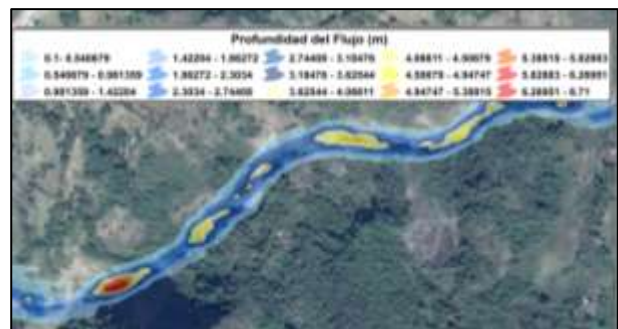 Profundidad del Flujo (m)
0.1 - 0.540679 1.42204 - 1.86272 2.74408 - 3.18476 4.06611 - 4.50679 5.38815 - 5.82883
0.540679 - 0.981359 1.86272 - 2.3034 3.18476 - 3.62544 4.50679 - 4.94747 5.82883 - 6.26951
0.981359 - 1.42204 2.3034 - 2.74408 3.62544 - 4.06611 4.94747 - 5.38815 6.26951 - 6.71